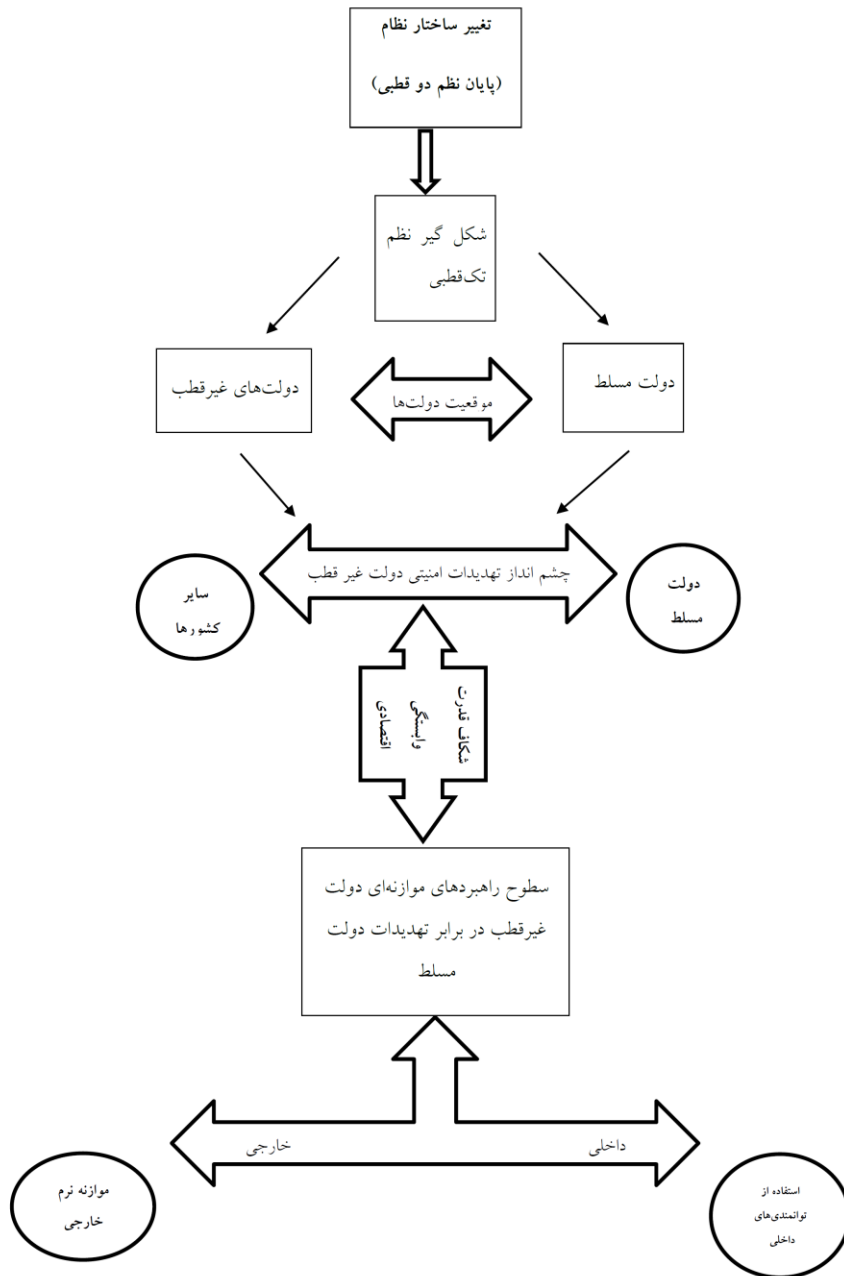 تغییر ساختار نظام
(پایان نظم دو قطبی)
شکل گیر نظم
تک‌قطبی
دولت مسلط
موقعیت دولت‌ها
دولت‌های غیرقطب
دولت
مسلط
چشم انداز تهدیدات امنیتی دولت غیر قطب
سایر
کشورها
شکاف قدرت
وابستگی
اقتصادی
سطوح راهبردهای موازنه‌ای دولت
غیرقطب در برابر تهدیدات دولت
مسلط
داخلی
خارجی
استفاده از
توانمندی‌های
داخلی
موازنه نرم
خارجی